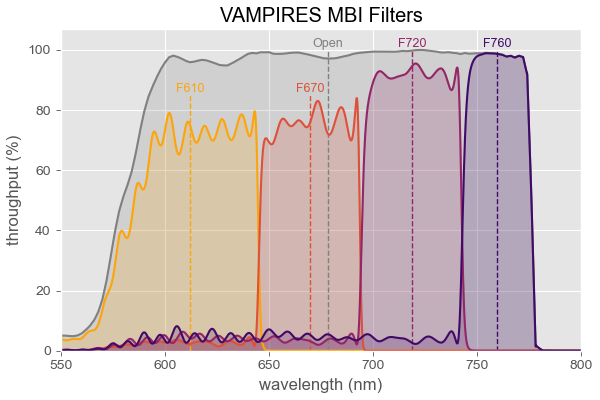 VAMPIRES MBI Filters
Open
F720
F760
F610
F670
100
80
60
40
20
0
throughput (%)
550
600
650
700
750
800
wavelength (nm)